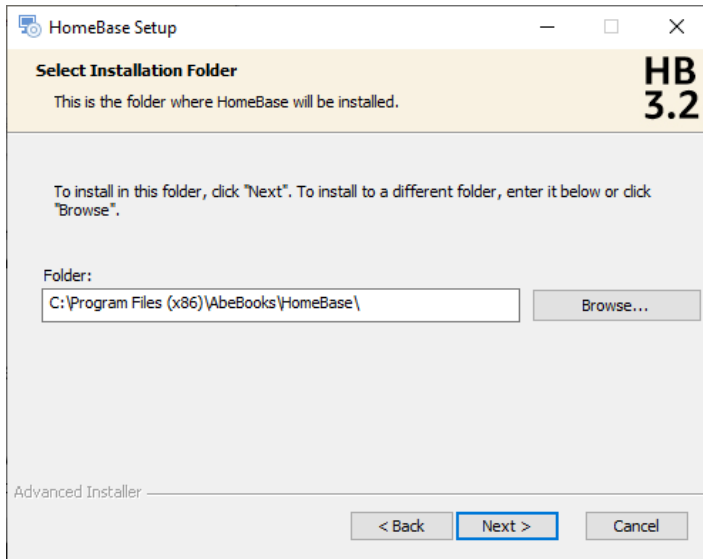 HomeBase Setup
Select Installation Folder
This is the folder where HomeBase will be installed.
HB
3.2
To install in this folder, click "Next". To install to a different folder, enter it below or click
"Browse".
Folder:
C:\Program Files (x86)\AbeBooks\HomeBase\
Browse...
Advanced Installer
< Back
Next >
Cancel